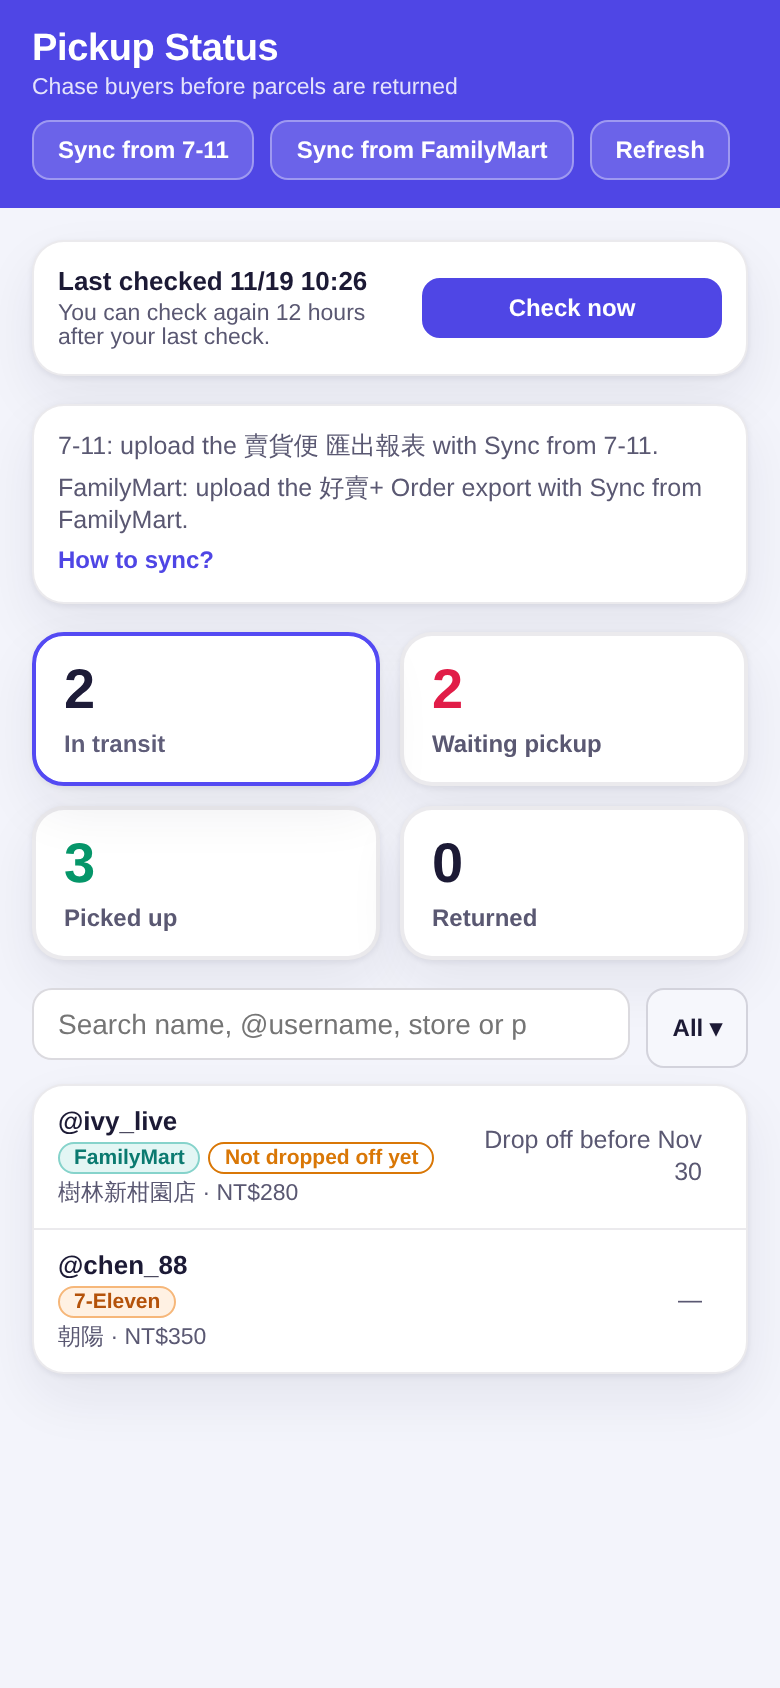 Pickup Status
Chase buyers before parcels are returned
Sync from 7-11
Sync from FamilyMart
Refresh
Last checked 11/19 10:26
You can check again 12 hours
after your last check.
Check now
7-11: upload the 賣貨便 匯出報表 with Sync from 7-11.
FamilyMart: upload the 好賣+ Order export with Sync from
FamilyMart.
How to sync?
2
In transit
2
Waiting pickup
3
Picked up
0
Returned
Search name, @username, store or p
All ▾
@ivy_live
FamilyMart
Not dropped off yet
樹林新柑園店 · NT$280
Drop off before Nov
30
@chen_88
7-Eleven
朝陽 · NT$350
—